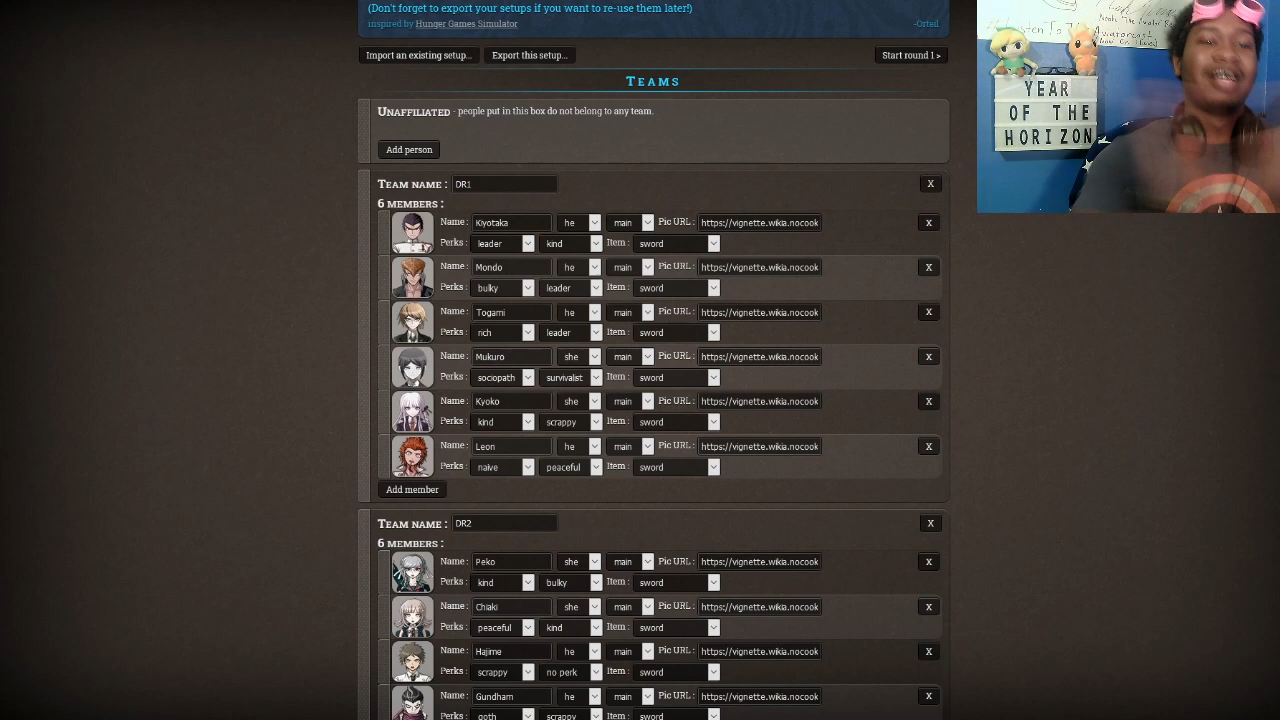 (Don't forget to export your setups if you want to re-use them later!)
inspired by Hunger Games Simulator
-Orteil
Import an existing setup...
Export this setup...
Start round 1 >
Teams
Unaffiliated - people put in this box do not belong to any team.
Add person
Team name : DR1 X
6 members :
Name : Kiyotaka he main Pic URL : https://vignette.wikia.nocook X
Perks : leader kind Item : sword
Name : Mondo he main Pic URL : https://vignette.wikia.nocook X
Perks : bulky leader Item : sword
Name : Togami he main Pic URL : https://vignette.wikia.nocook X
Perks : rich leader Item : sword
Name : Mukuro she main Pic URL : https://vignette.wikia.nocook X
Perks : sociopath survivalist Item : sword
Name : Kyoko she main Pic URL : https://vignette.wikia.nocook X
Perks : kind scrappy Item : sword
Name : Leon he main Pic URL : https://vignette.wikia.nocook X
Perks : naive peaceful Item : sword
Add member
Team name : DR2 X
6 members :
Name : Peko she main Pic URL : https://vignette.wikia.nocook X
Perks : kind bulky Item : sword
Name : Chiaki she main Pic URL : https://vignette.wikia.nocook X
Perks : peaceful kind Item : sword
Name : Hajime he main Pic URL : https://vignette.wikia.nocook X
Perks : scrappy no perk Item : sword
Name : Gundham he main Pic URL : https://vignette.wikia.nocook X
Perks : goth scrappy Item : sword
YEAR
OF THE
HORIZON